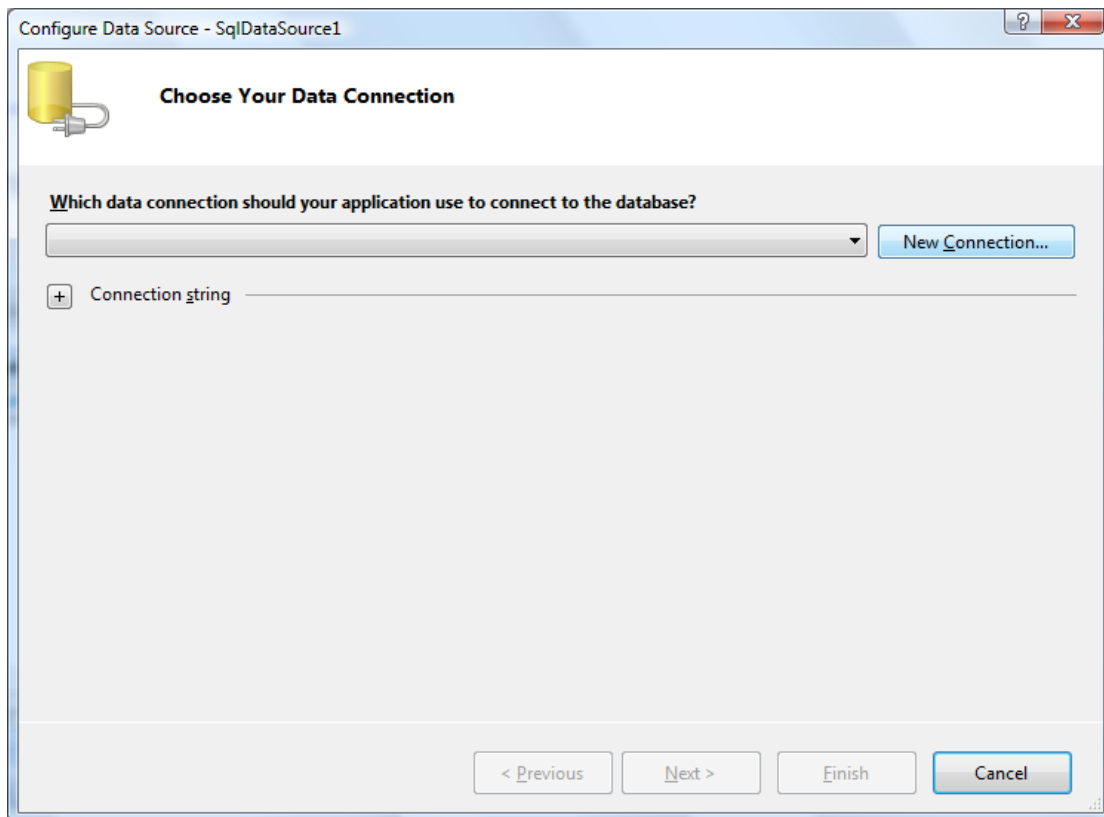 Configure Data Source - SqlDataSource1
Choose Your Data Connection
Which data connection should your application use to connect to the database?
New Connection...
Connection string
< Previous
Next >
Finish
Cancel